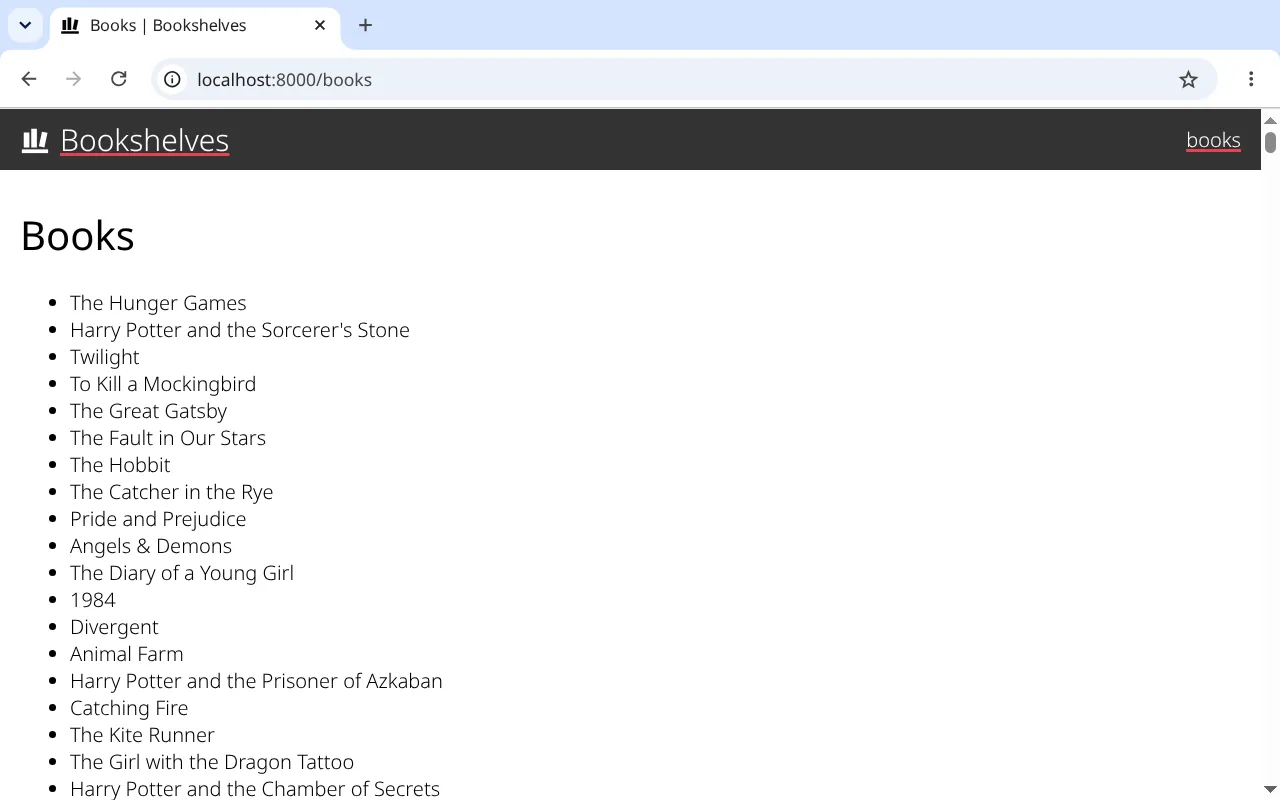 Books | Bookshelves
localhost:8000/books
Bookshelves
books
Books
The Hunger Games
Harry Potter and the Sorcerer's Stone
Twilight
To Kill a Mockingbird
The Great Gatsby
The Fault in Our Stars
The Hobbit
The Catcher in the Rye
Pride and Prejudice
Angels & Demons
The Diary of a Young Girl
1984
Divergent
Animal Farm
Harry Potter and the Prisoner of Azkaban
Catching Fire
The Kite Runner
The Girl with the Dragon Tattoo
Harry Potter and the Chamber of Secrets